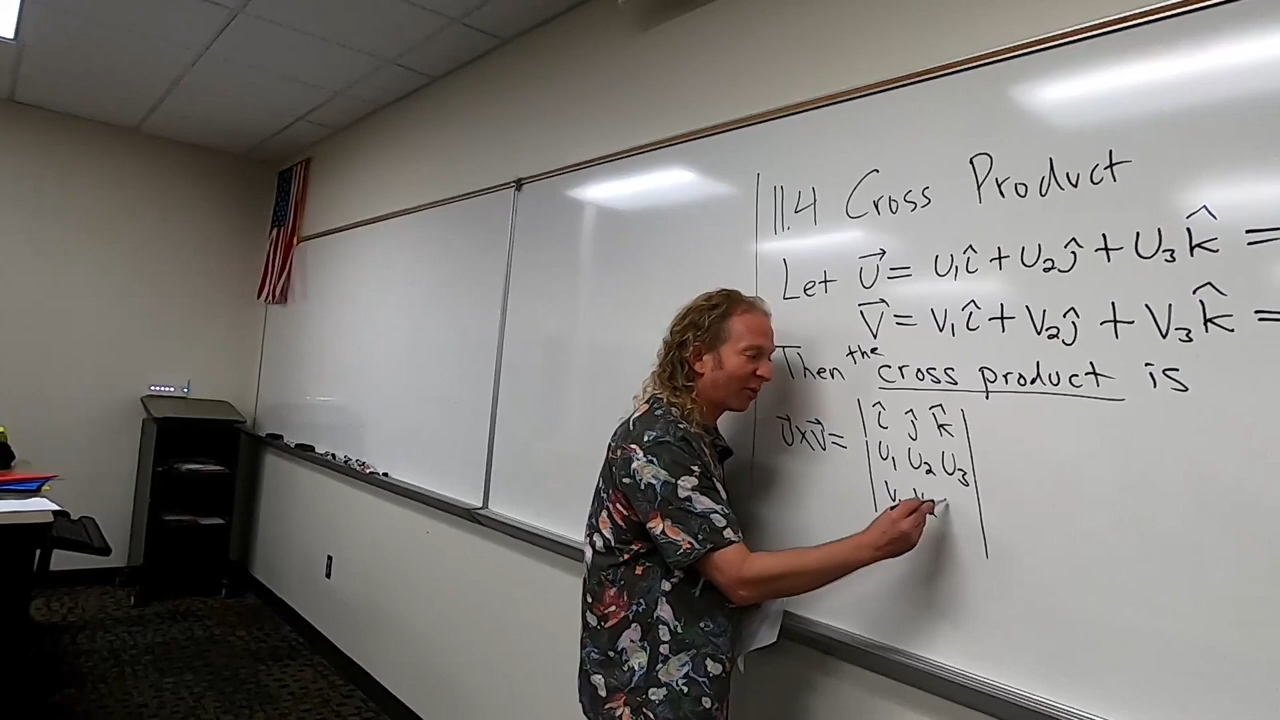 11.4 Cross Product
Let U⃗ = U₁î + U₂ĵ + U₃k̂ =
V⃗ = V₁î + V₂ĵ + V₃k̂ =
Then the cross product is
U⃗×V⃗ = | î ĵ k̂ |
| U₁ U₂ U₃ |
| V₁